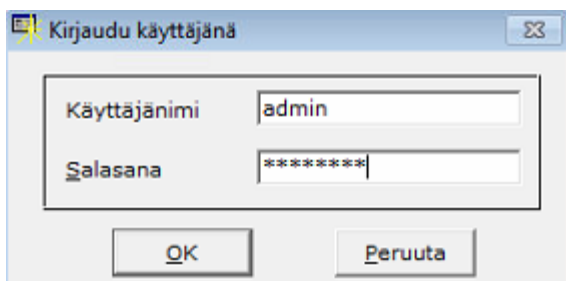 Kirjaudu käyttäjänä
Käyttäjänimi admin
Salasana ********
OK Peruuta